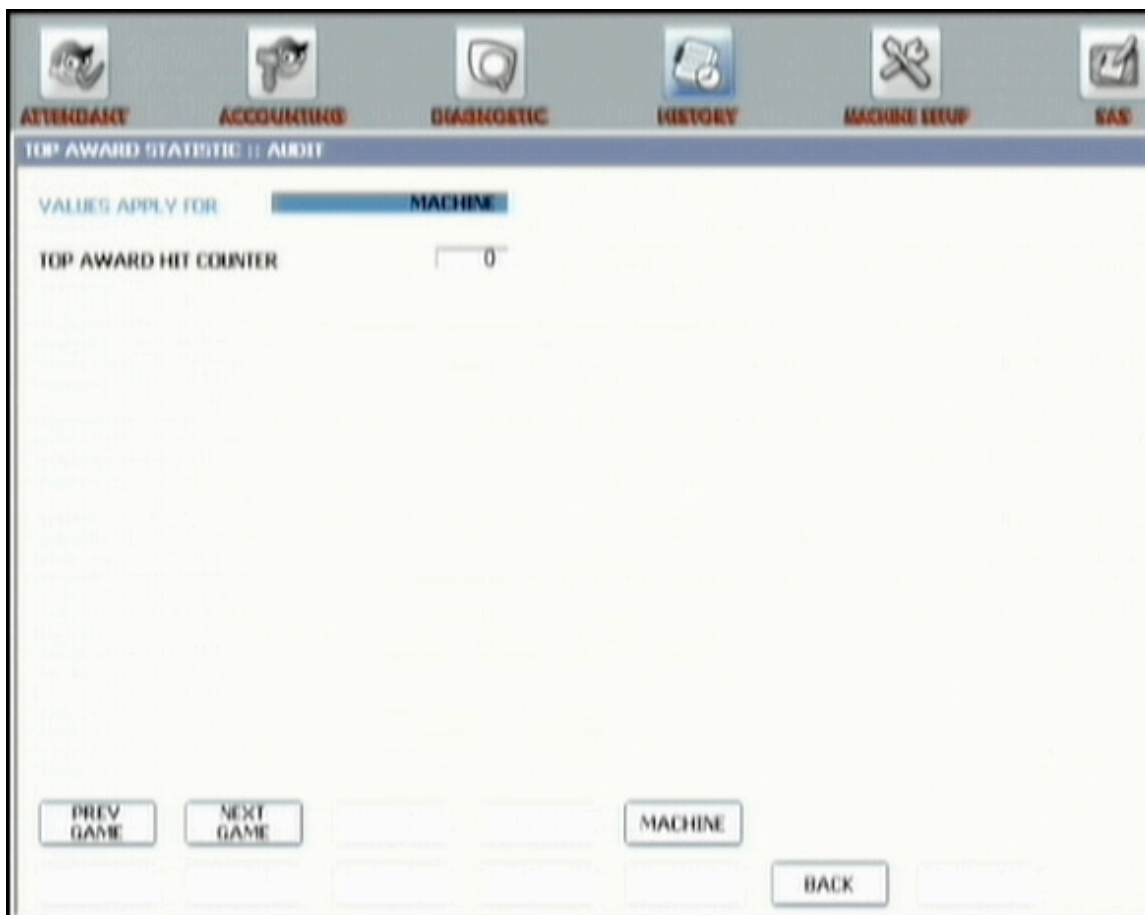 ATTENDANT ACCOUNTING DIAGNOSTIC HISTORY MACHINE SETUP SAS
TOP AWARD STATISTIC :: AUDIT
VALUES APPLY FOR MACHINE
TOP AWARD HIT COUNTER 0
PREV GAME
NEXT GAME
MACHINE
BACK